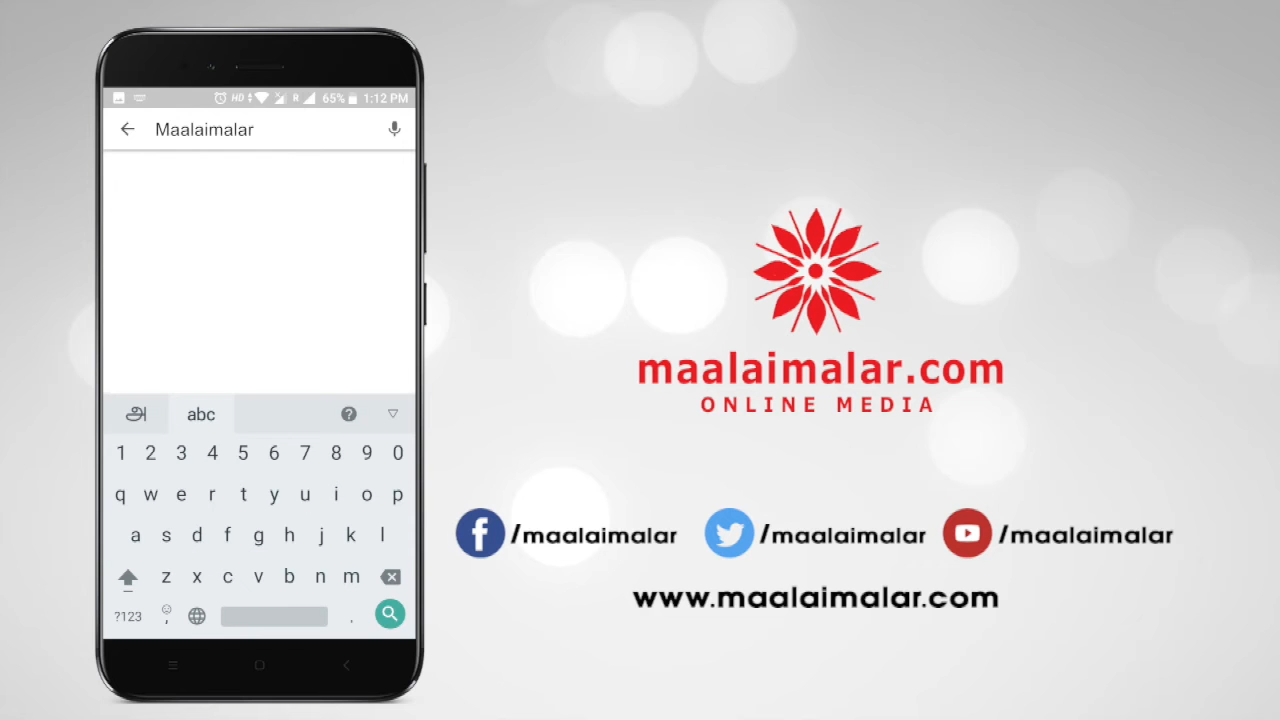 HD R 65% 1:12 PM
Maalaimalar
அ abc ?
1 2 3 4 5 6 7 8 9 0
q w e r t y u i o p
a s d f g h j k l
z x c v b n m
?123 , .
maalaimalar.com
ONLINE MEDIA
f/maalaimalar /maalaimalar /maalaimalar
www.maalaimalar.com